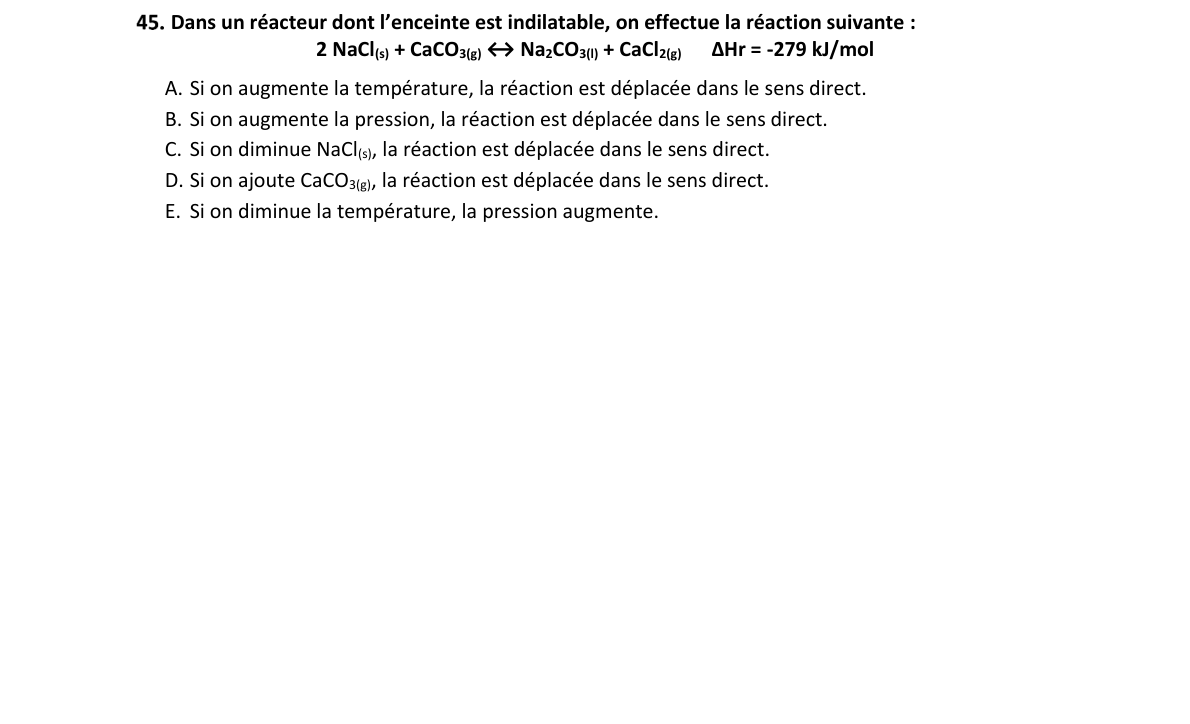 45. Dans un réacteur dont l’enceinte est indilatable, on effectue la réaction suivante :
2 NaCl(s) + CaCO3(g) ↔ Na2CO3(l) + CaCl2(g) ΔHr = -279 kJ/mol
A. Si on augmente la température, la réaction est déplacée dans le sens direct.
B. Si on augmente la pression, la réaction est déplacée dans le sens direct.
C. Si on diminue NaCl(s), la réaction est déplacée dans le sens direct.
D. Si on ajoute CaCO3(g), la réaction est déplacée dans le sens direct.
E. Si on diminue la température, la pression augmente.